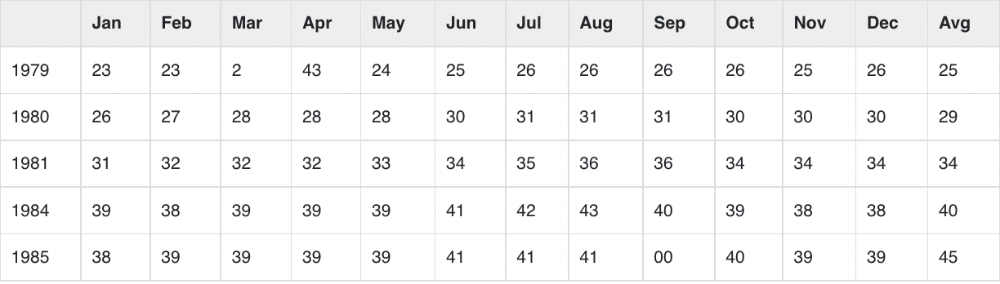 Jan Feb Mar Apr May Jun Jul Aug Sep Oct Nov Dec Avg
1979 23 23 2 43 24 25 26 26 26 26 25 26 25
1980 26 27 28 28 28 30 31 31 31 30 30 30 29
1981 31 32 32 32 33 34 35 36 36 34 34 34 34
1984 39 38 39 39 39 41 42 43 40 39 38 38 40
1985 38 39 39 39 39 41 41 41 00 40 39 39 45